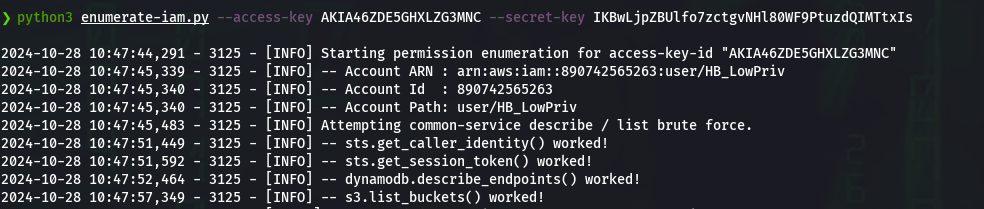 ❯ python3 enumerate-iam.py --access-key AKIA46ZDE5GHXLZG3MNC --secret-key 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
2024-10-28 10:47:44,291 - 3125 - [INFO] Starting permission enumeration for access-key-id "AKIA46ZDE5GHXLZG3MNC"
2024-10-28 10:47:45,339 - 3125 - [INFO] -- Account ARN : arn:aws:iam::890742565263:user/HB_LowPriv
2024-10-28 10:47:45,340 - 3125 - [INFO] -- Account Id  : 890742565263
2024-10-28 10:47:45,340 - 3125 - [INFO] -- Account Path: user/HB_LowPriv
2024-10-28 10:47:45,483 - 3125 - [INFO] Attempting common-service describe / list brute force.
2024-10-28 10:47:51,449 - 3125 - [INFO] -- sts.get_caller_identity() worked!
2024-10-28 10:47:51,592 - 3125 - [INFO] -- sts.get_session_token() worked!
2024-10-28 10:47:52,464 - 3125 - [INFO] -- dynamodb.describe_endpoints() worked!
2024-10-28 10:47:57,349 - 3125 - [INFO] -- s3.list_buckets() worked!